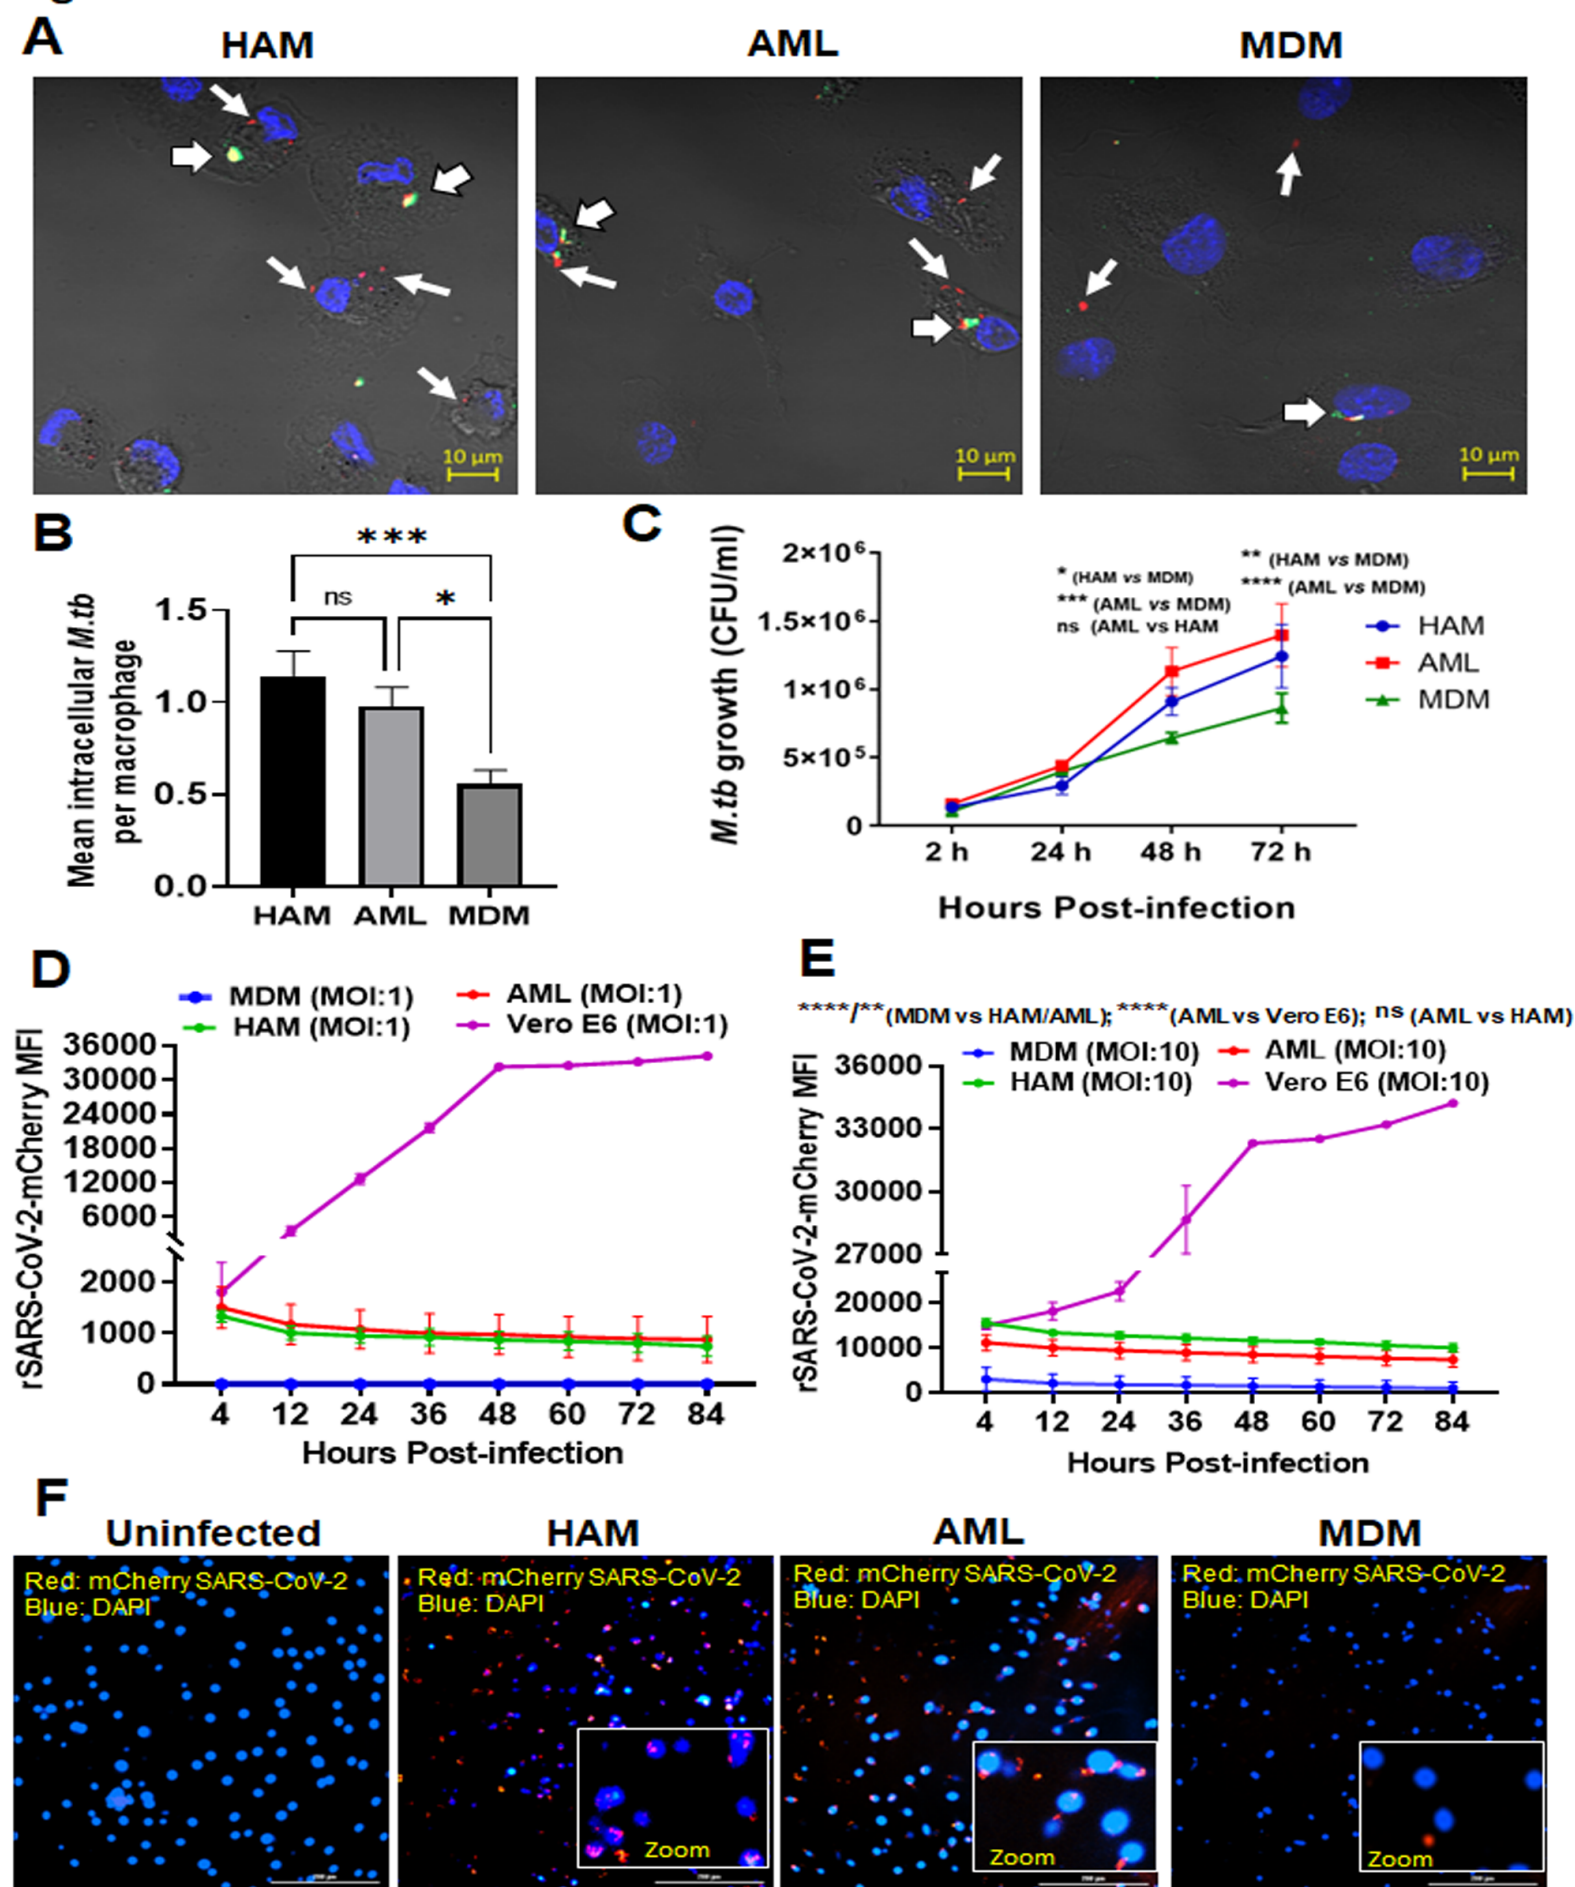 A
HAM
AML
MDM
10 µm
10 µm
10 µm
B
***
ns
*
1.5
1.0
0.5
0.0
Mean intracellular M.tb
per macrophage
HAM
AML
MDM
C
M.tb growth (CFU/ml)
2×10⁶
1.5×10⁶
1×10⁶
5×10⁵
0
* (HAM vs MDM)
*** (AML vs MDM)
ns (AML vs HAM
** (HAM vs MDM)
**** (AML vs MDM)
HAM
AML
MDM
2 h
24 h
48 h
72 h
Hours Post-infection
D
MDM (MOI:1)
AML (MOI:1)
HAM (MOI:1)
Vero E6 (MOI:1)
rSARS-CoV-2-mCherry MFI
36000
30000
24000
18000
12000
6000
2000
1000
0
4
12
24
36
48
60
72
84
Hours Post-infection
E
****/**(MDM vs HAM/AML); ****(AML vs Vero E6); ns (AML vs HAM)
MDM (MOI:10)
AML (MOI:10)
HAM (MOI:10)
Vero E6 (MOI:10)
rSARS-CoV-2-mCherry MFI
36000
33000
30000
27000
20000
10000
0
4
12
24
36
48
60
72
84
Hours Post-infection
F
Uninfected
HAM
AML
MDM
Red: mCherry SARS-CoV-2
Blue: DAPI
Red: mCherry SARS-CoV-2
Blue: DAPI
Zoom
Red: mCherry SARS-CoV-2
Blue: DAPI
Zoom
Red: mCherry SARS-CoV-2
Blue: DAPI
Zoom